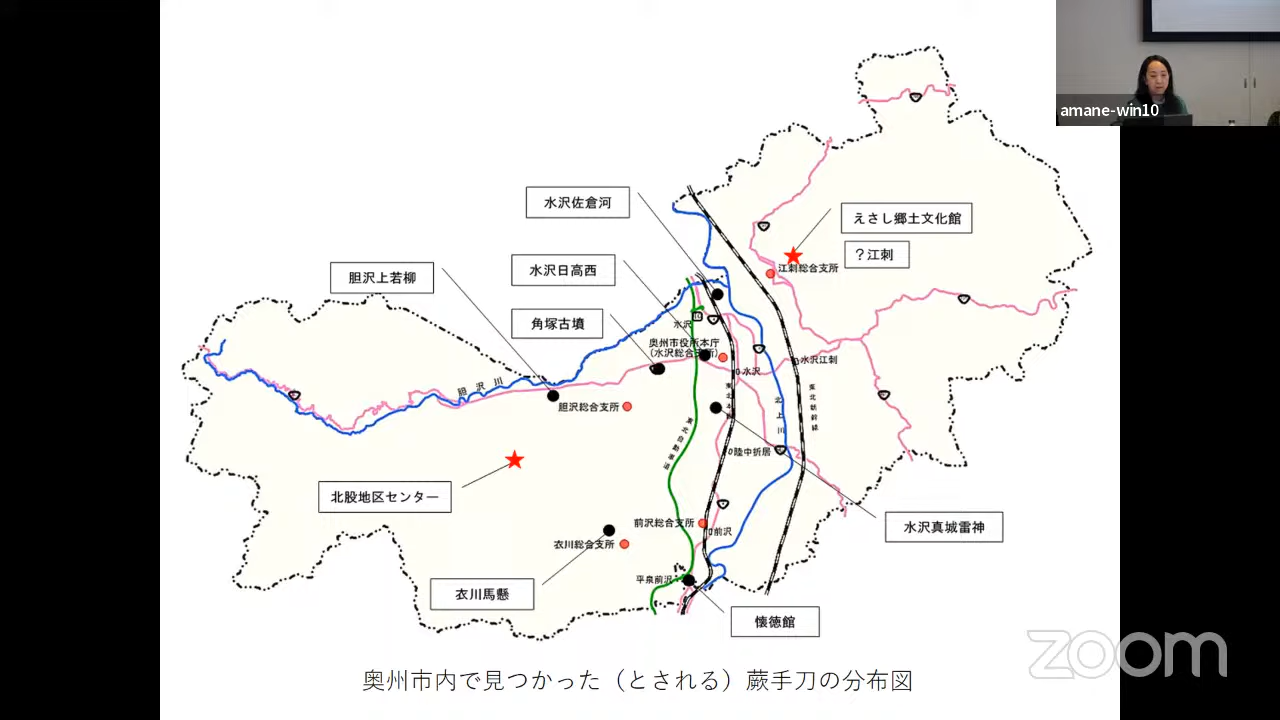 amane-win10
水沢佐倉河
えさし郷土文化館
?江刺
江刺総合支所
水沢日高西
胆沢上若柳
角塚古墳
水沢
奥州市役所本庁
(水沢総合支所)
水沢江刺
水沢
胆沢川
胆沢総合支所
北上川
東北新幹線
東北自動車道
陸中折居
北股地区センター
水沢真城雷神
前沢総合支所
前沢
衣川総合支所
平泉前沢
衣川馬懸
懐徳館
zoom
奥州市内で見つかった(とされる)蕨手刀の分布図